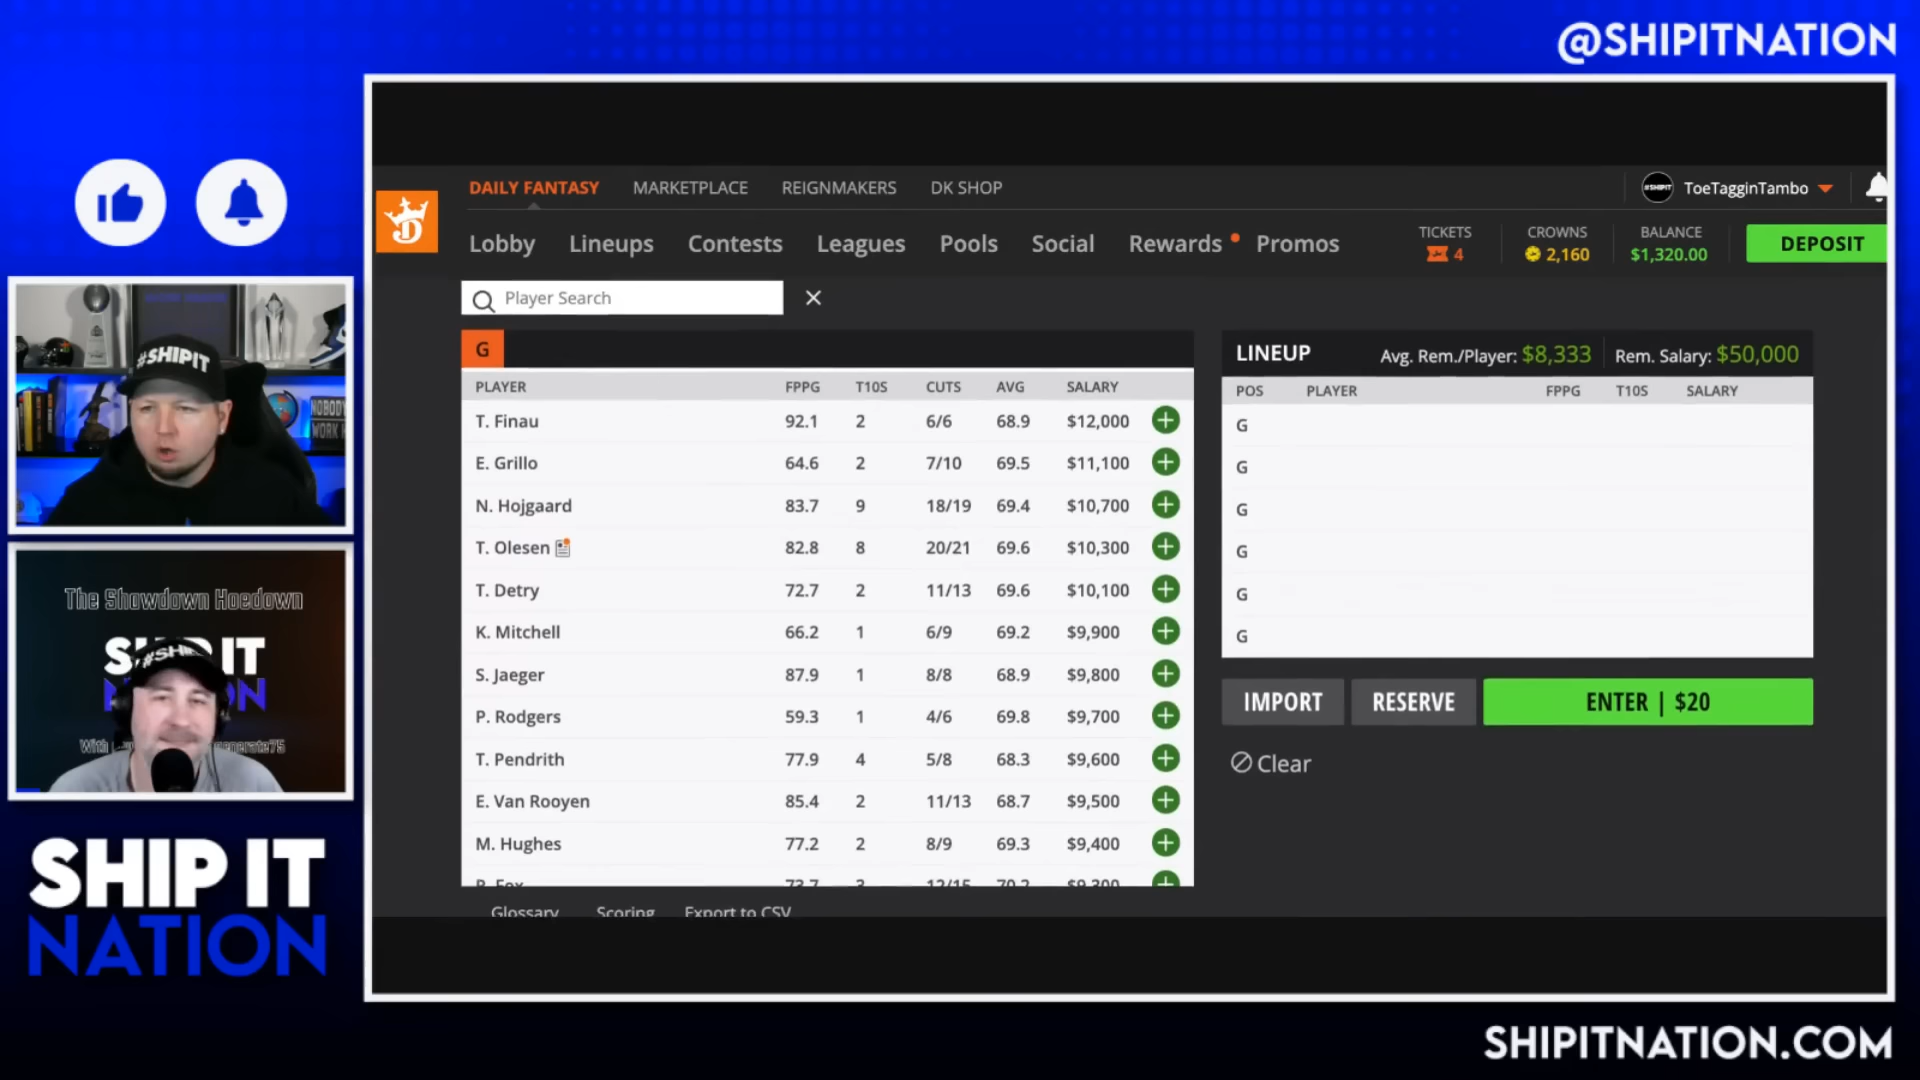 @SHIPITNATION
DAILY FANTASY MARKETPLACE REIGNMAKERS DK SHOP
#SHIPIT ToeTagginTambo
Lobby Lineups Contests Leagues Pools Social Rewards Promos
TICKETS CROWNS BALANCE
4 2,160 $1,320.00
DEPOSIT
Player Search
G
PLAYER FPPG T10S CUTS AVG SALARY
T. Finau 92.1 2 6/6 68.9 $12,000
E. Grillo 64.6 2 7/10 69.5 $11,100
N. Hojgaard 83.7 9 18/19 69.4 $10,700
T. Olesen 82.8 8 20/21 69.6 $10,300
T. Detry 72.7 2 11/13 69.6 $10,100
K. Mitchell 66.2 1 6/9 69.2 $9,900
S. Jaeger 87.9 1 8/8 68.9 $9,800
P. Rodgers 59.3 1 4/6 69.8 $9,700
T. Pendrith 77.9 4 5/8 68.3 $9,600
E. Van Rooyen 85.4 2 11/13 68.7 $9,500
M. Hughes 77.2 2 8/9 69.3 $9,400
Glossary Scoring Export to CSV
LINEUP Avg. Rem./Player: $8,333 Rem. Salary: $50,000
POS PLAYER FPPG T10S SALARY
G
G
G
G
G
G
IMPORT RESERVE ENTER | $20
Clear
#SHIPIT
NOBODY
WORK
The Showdown Hoedown
#SHIP
With
SHIP IT
NATION
SHIPITNATION.COM